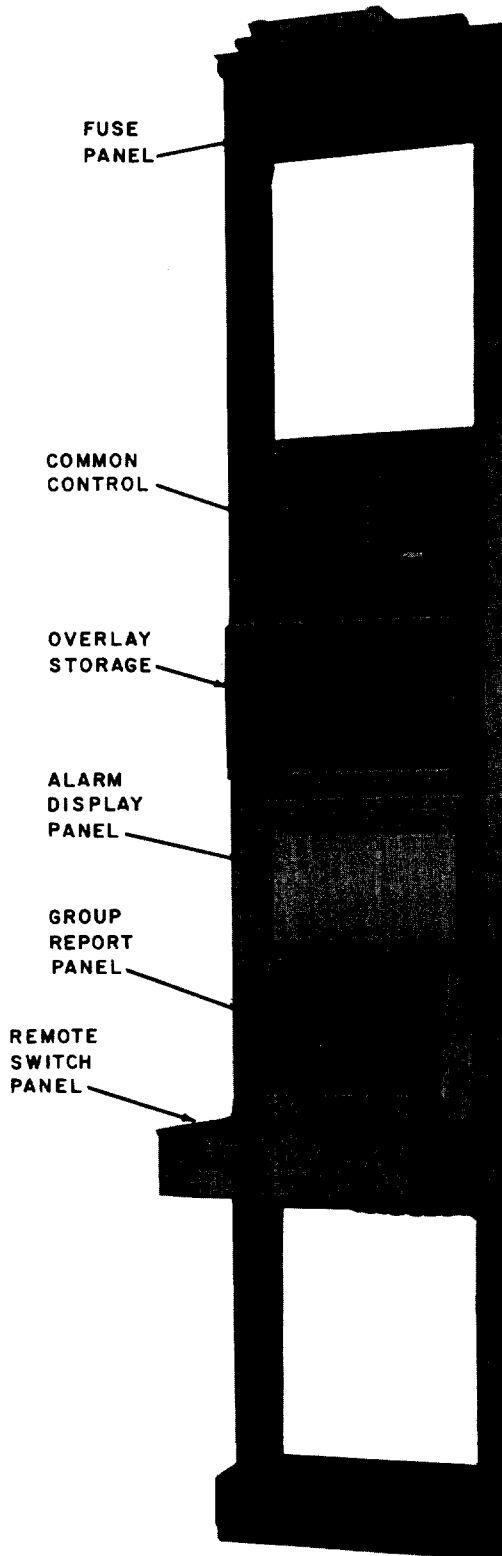 FUSE
PANEL
COMMON
CONTROL
OVERLAY
STORAGE
ALARM
DISPLAY
PANEL
GROUP
REPORT
PANEL
REMOTE
SWITCH
PANEL